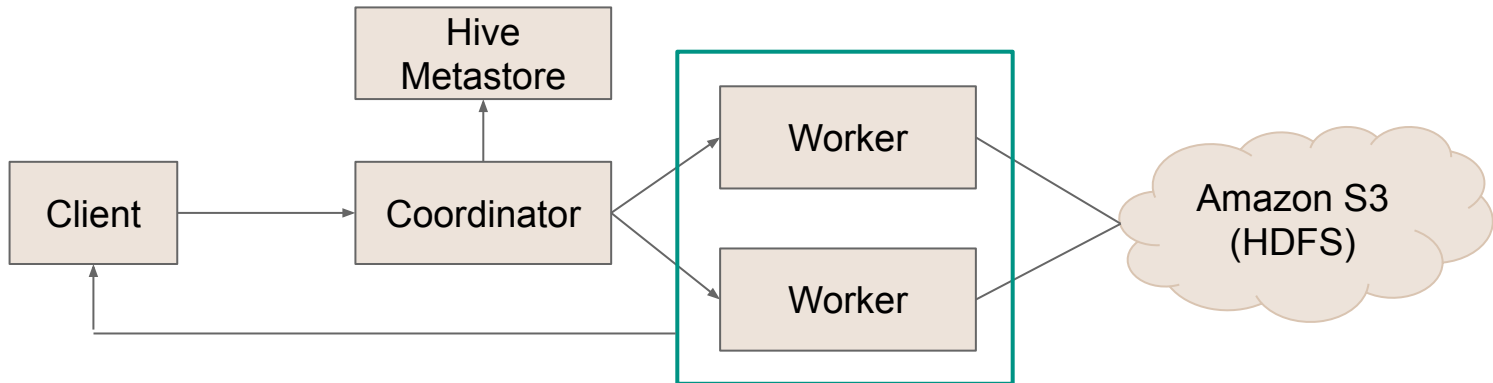 Hive
Metastore
Client
Coordinator
Worker
Worker
Amazon S3
(HDFS)